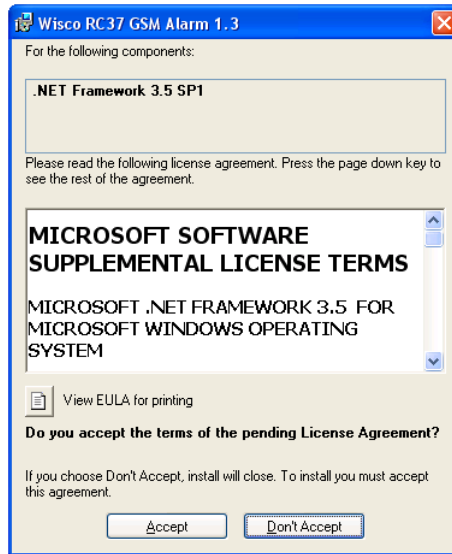 Wisco RC37 GSM Alarm 1.3
For the following components:
.NET Framework 3.5 SP1
Please read the following license agreement. Press the page down key to
see the rest of the agreement.
MICROSOFT SOFTWARE
SUPPLEMENTAL LICENSE TERMS
MICROSOFT .NET FRAMEWORK 3.5 FOR
MICROSOFT WINDOWS OPERATING
SYSTEM
View EULA for printing
Do you accept the terms of the pending License Agreement?
If you choose Don't Accept, install will close. To install you must accept
this agreement.
Accept
Don't Accept